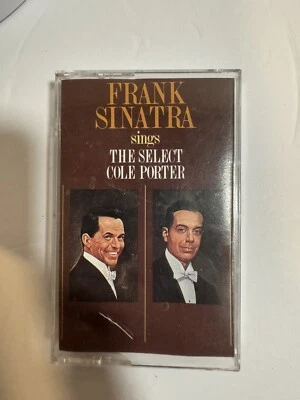 FRANK
SINATRA
sings
THE SELECT
COLE PORTER